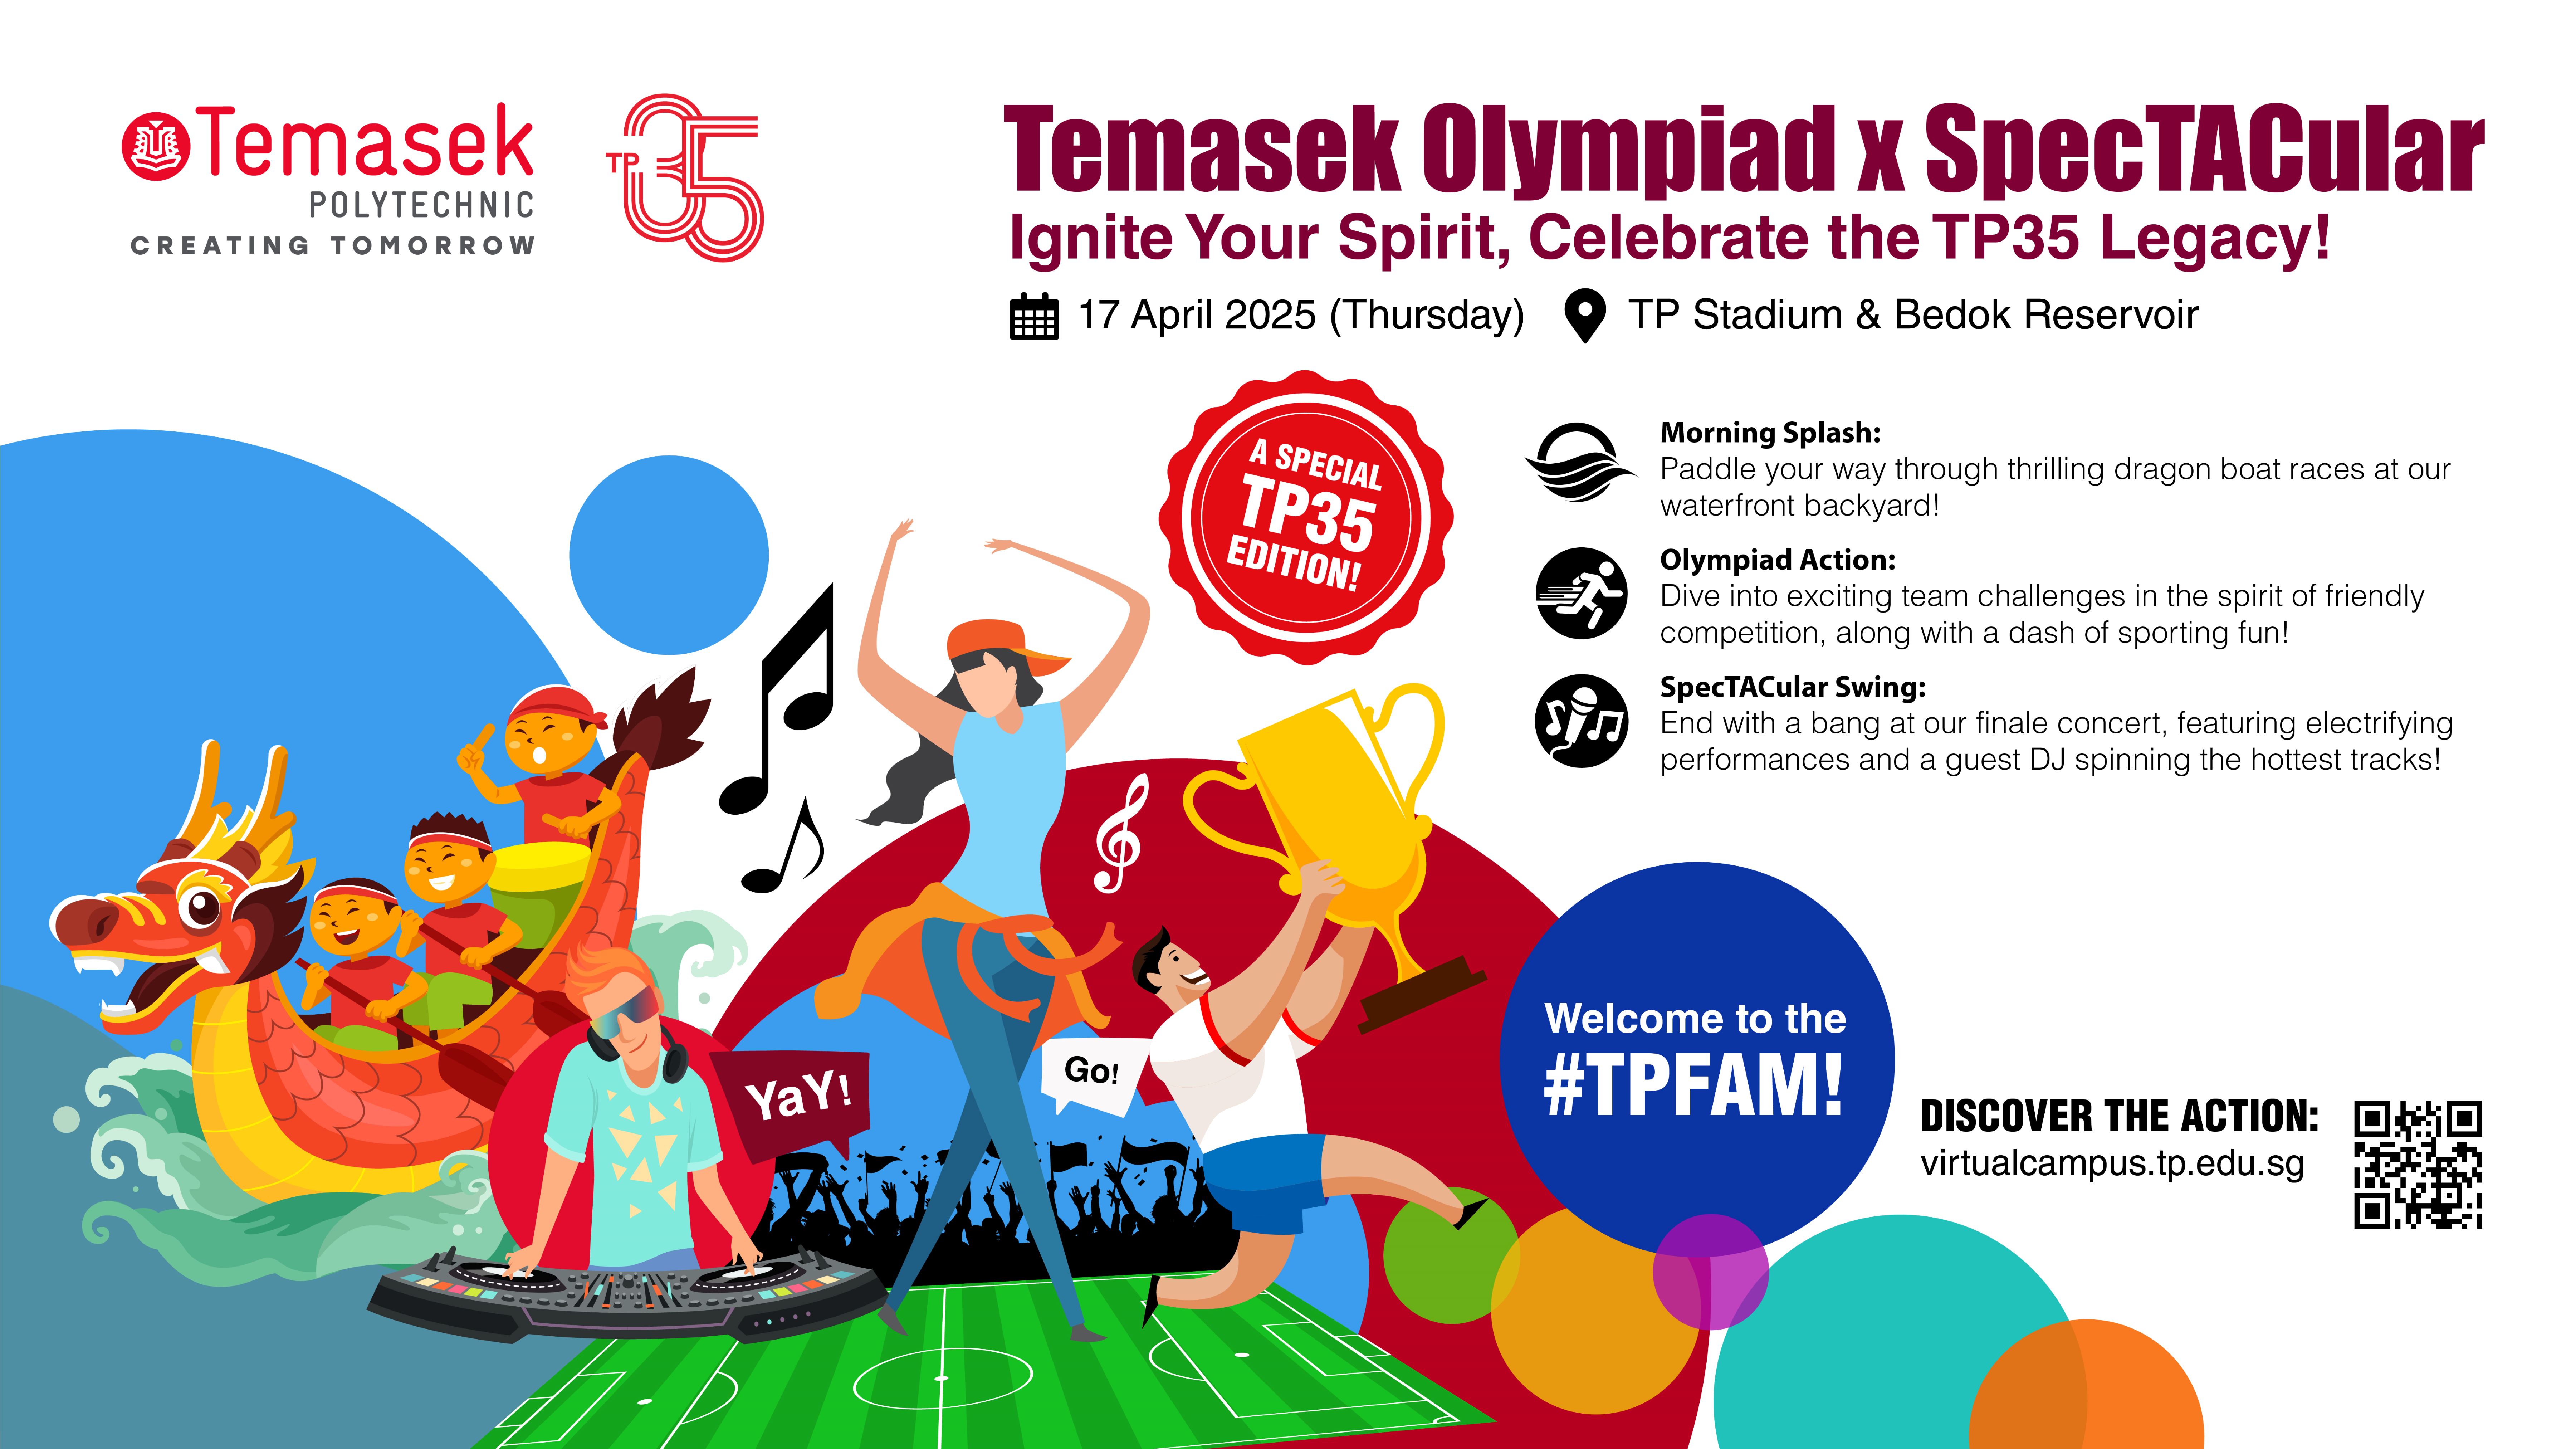 Temasek
POLYTECHNIC
CREATING TOMORROW
TP
35
Temasek Olympiad x SpecTACular
Ignite Your Spirit, Celebrate the TP35 Legacy!
17 April 2025 (Thursday)
TP Stadium & Bedok Reservoir
A SPECIAL
TP35
EDITION!
Morning Splash:
Paddle your way through thrilling dragon boat races at our
waterfront backyard!
Olympiad Action:
Dive into exciting team challenges in the spirit of friendly
competition, along with a dash of sporting fun!
SpecTACular Swing:
End with a bang at our finale concert, featuring electrifying
performances and a guest DJ spinning the hottest tracks!
YaY!
Go!
Welcome to the
#TPFAM!
DISCOVER THE ACTION:
virtualcampus.tp.edu.sg